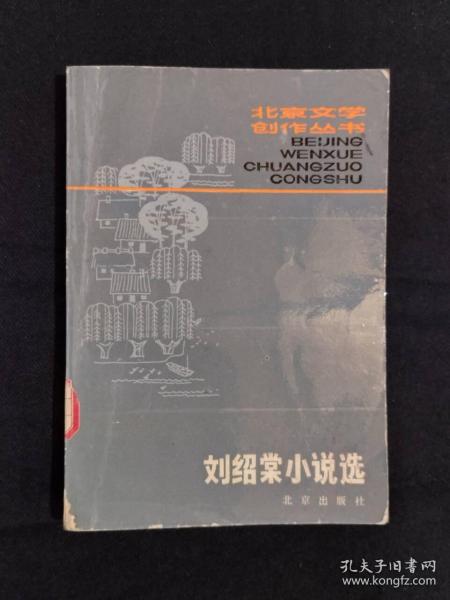 北京文学
创作丛书
BEIJING
WENXUE
CHUANGZUO
CONGSHU
刘绍棠小说选
北京出版社
孔夫子旧书网
www.kongfz.com